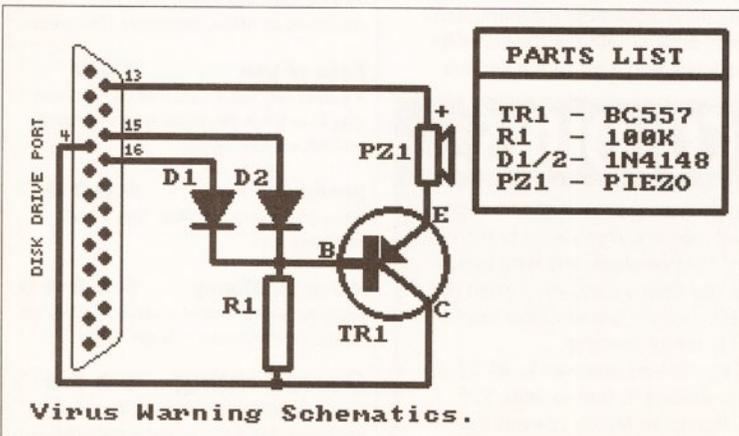 PARTS LIST
TR1 - BC557
R1 - 100K
D1/2- 1N4148
PZ1 - PIEZO
DISK DRIVE PORT
13
4
15
16
D1 D2
PZ1
+
E
B
C
R1
TR1
Virus Warning Schematics.